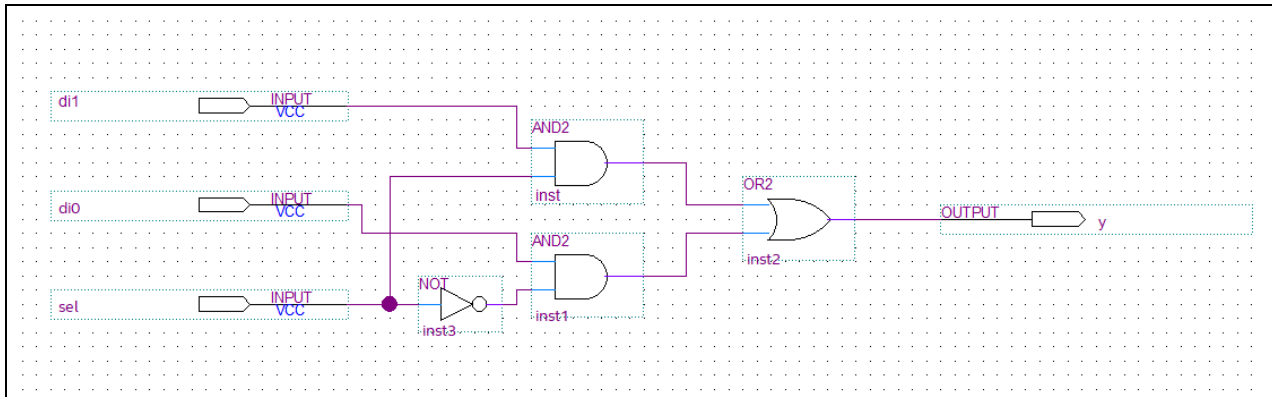 di1
INPUT
VCC
AND2
inst
di0
INPUT
VCC
OR2
inst2
OUTPUT
y
AND2
inst1
sel
INPUT
VCC
NOT
inst3